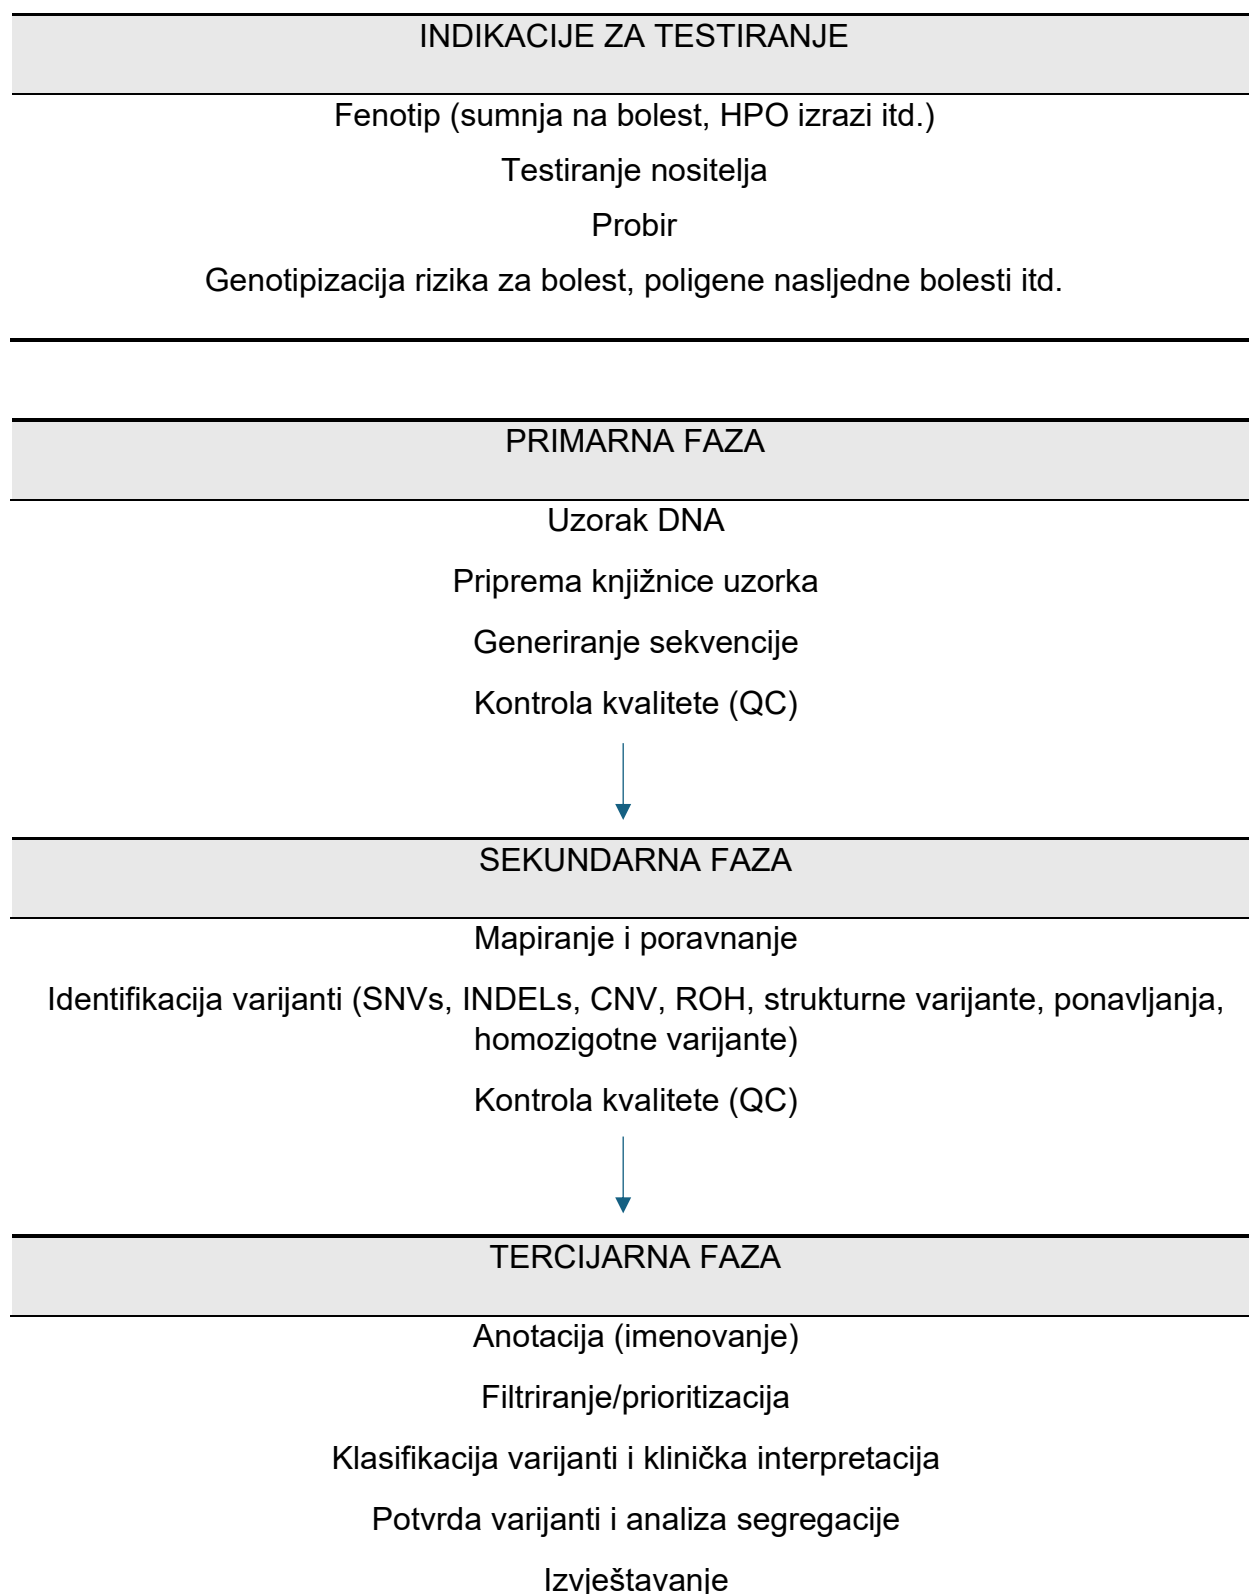 INDIKACIJE ZA TESTIRANJE
Fenotip (sumnja na bolest, HPO izrazi itd.)
Testiranje nositelja
Probir
Genotipizacija rizika za bolest, poligene nasljedne bolesti itd.
PRIMARNA FAZA
Uzorak DNA
Priprema knjižnice uzorka
Generiranje sekvencije
Kontrola kvalitete (QC)
SEKUNDARNA FAZA
Mapiranje i poravnanje
Identifikacija varijanti (SNVs, INDELs, CNV, ROH, strukturne varijante, ponavljanja,
homozigotne varijante)
Kontrola kvalitete (QC)
TERCIJARNA FAZA
Anotacija (imenovanje)
Filtriranje/prioritizacija
Klasifikacija varijanti i klinička interpretacija
Potvrda varijanti i analiza segregacije
Izvještavanje